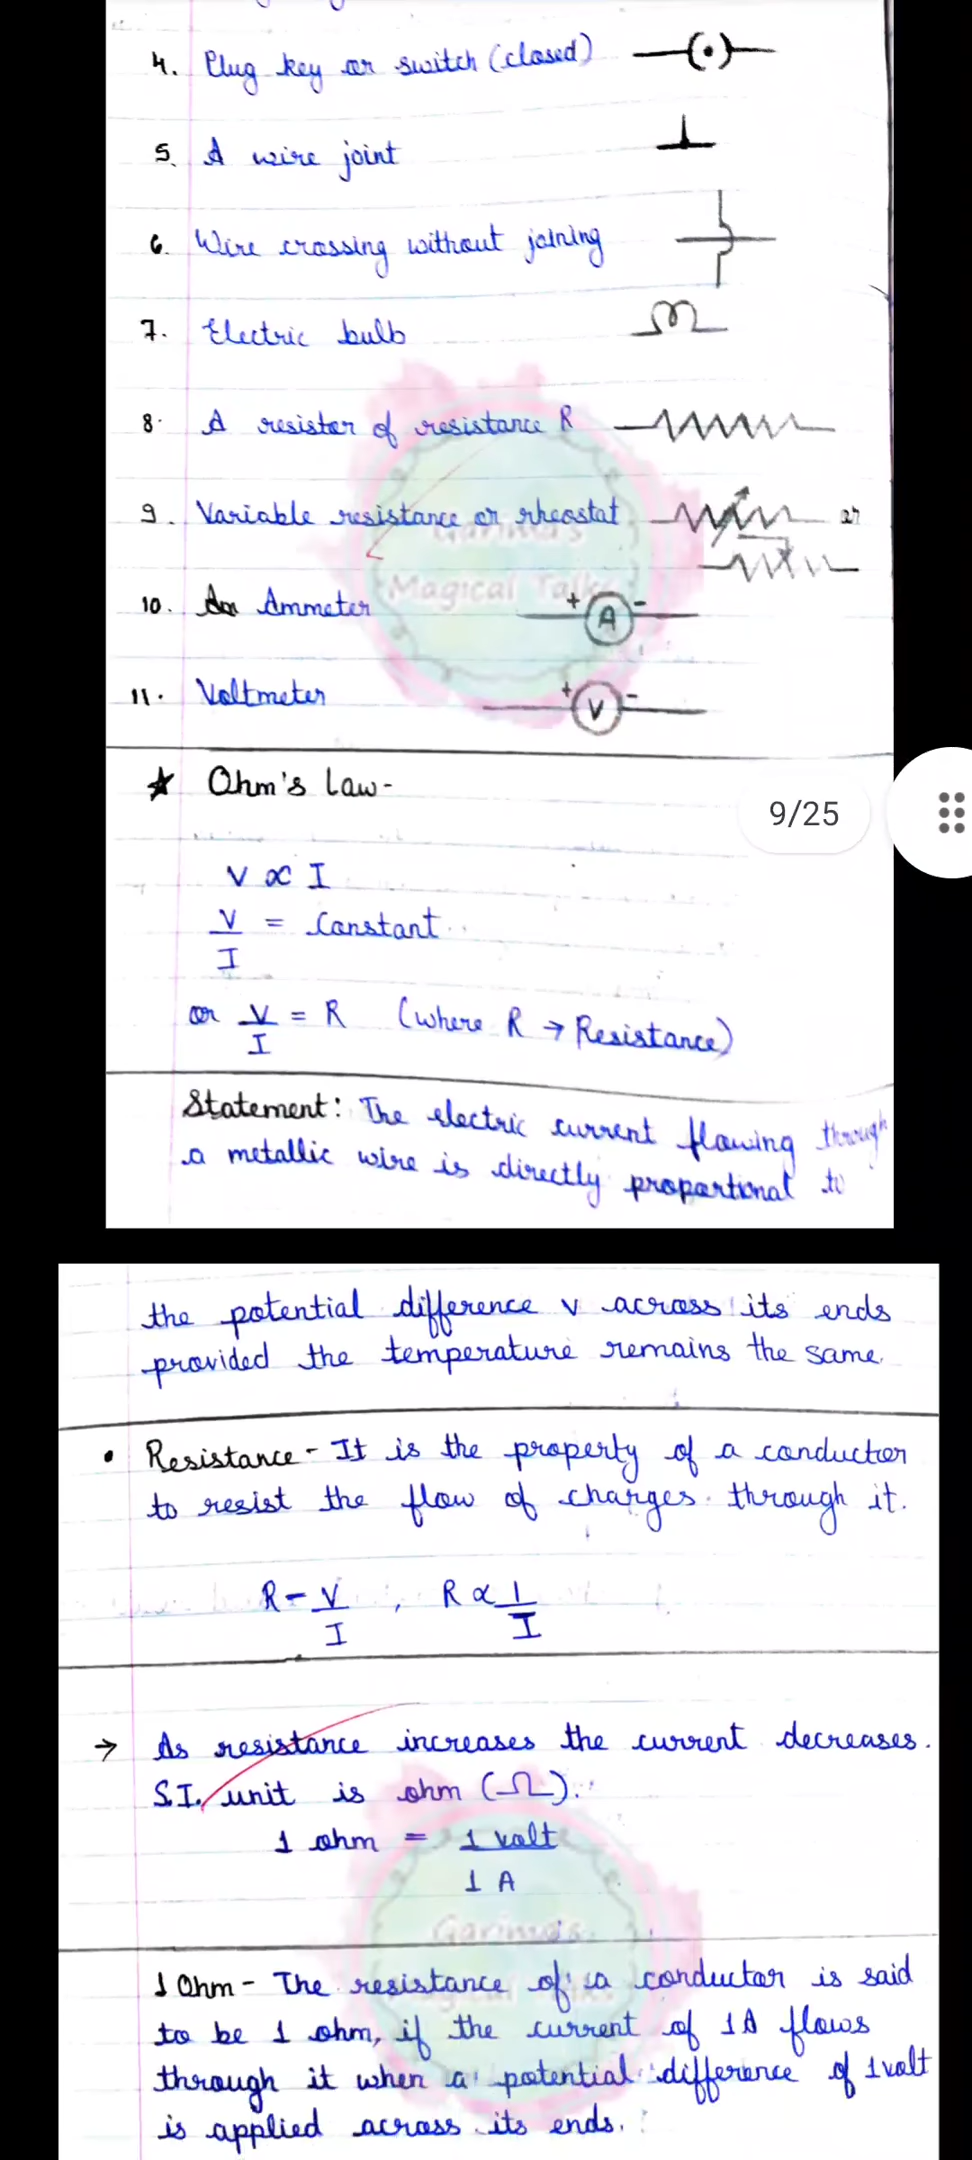 4. Plug key or switch (closed)
5. A wire joint
6. Wire crossing without joining
7. Electric bulb
8. A resister of resistance R
9. Variable resistance or rheostat
10. Ammeter + A -
11. Voltmeter + V -
Ohm's Law-
9/25
V ∝ I
V/I = Constant
or V/I = R (where R → Resistance)
Statement: The electric current flowing through
a metallic wire is directly proportional to
the potential difference v across its ends
provided the temperature remains the same.
• Resistance - It is the property of a conductor
to resist the flow of charges through it.
R = V/I , R ∝ 1/I
→ As resistance increases the current decreases.
S.I. unit is ohm (Ω).
1 ohm = 1 volt/1 A
1 Ohm - The resistance of a conductor is said
to be 1 ohm, if the current of 1A flows
through it when a potential difference of 1volt
is applied across its ends.
Garima's
Magical Talks
Garima's